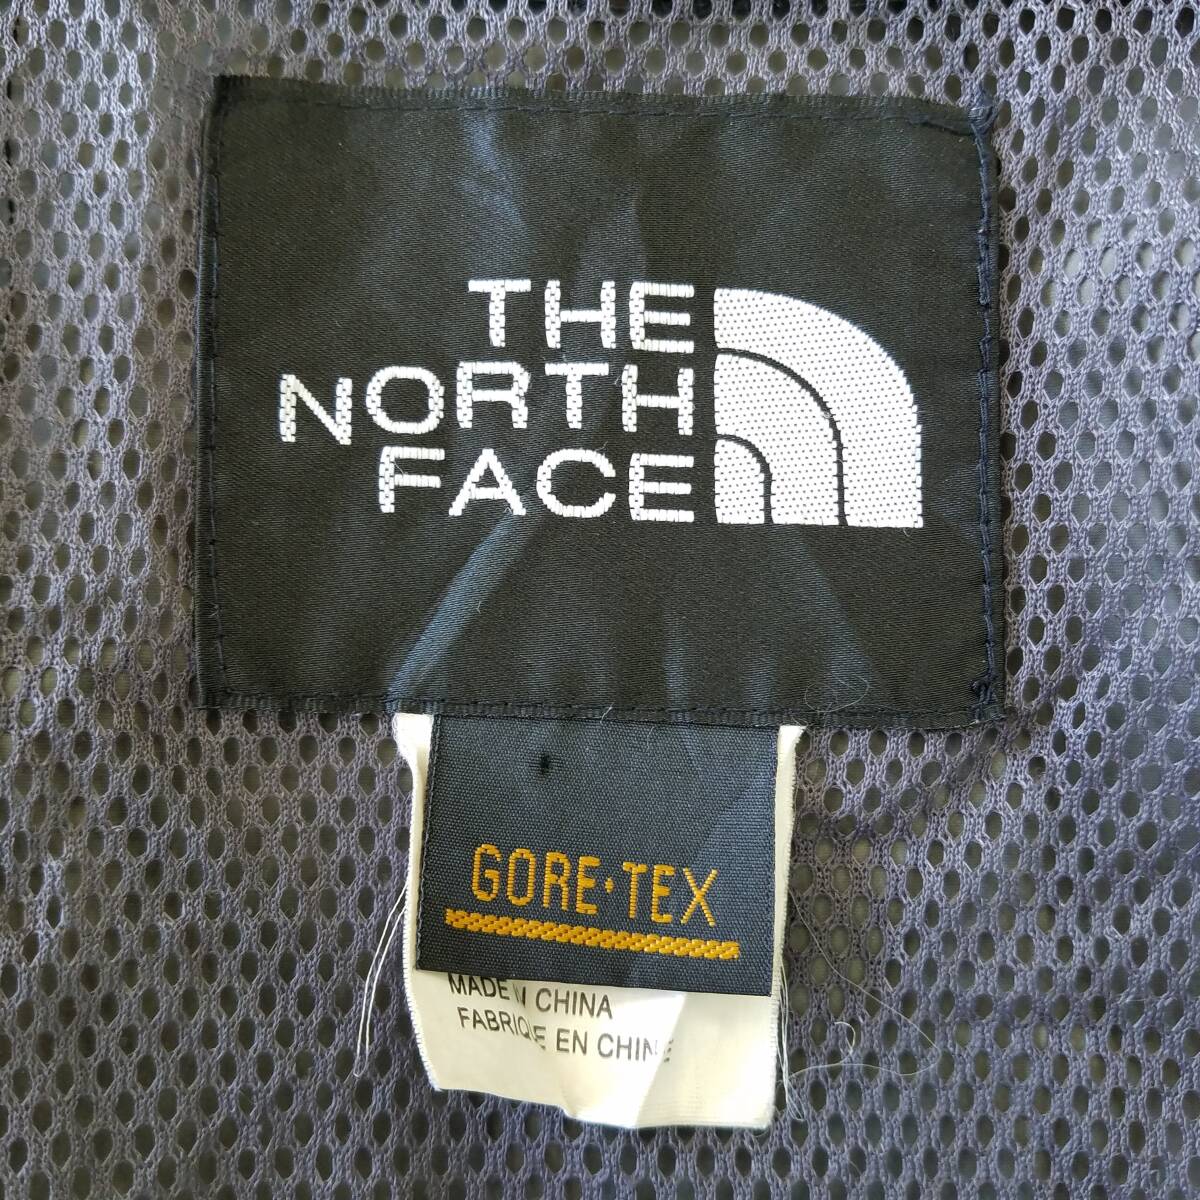 THE
NORTH
FACE
GORE-TEX
MADE IN CHINA
FABRIQUE EN CHINE